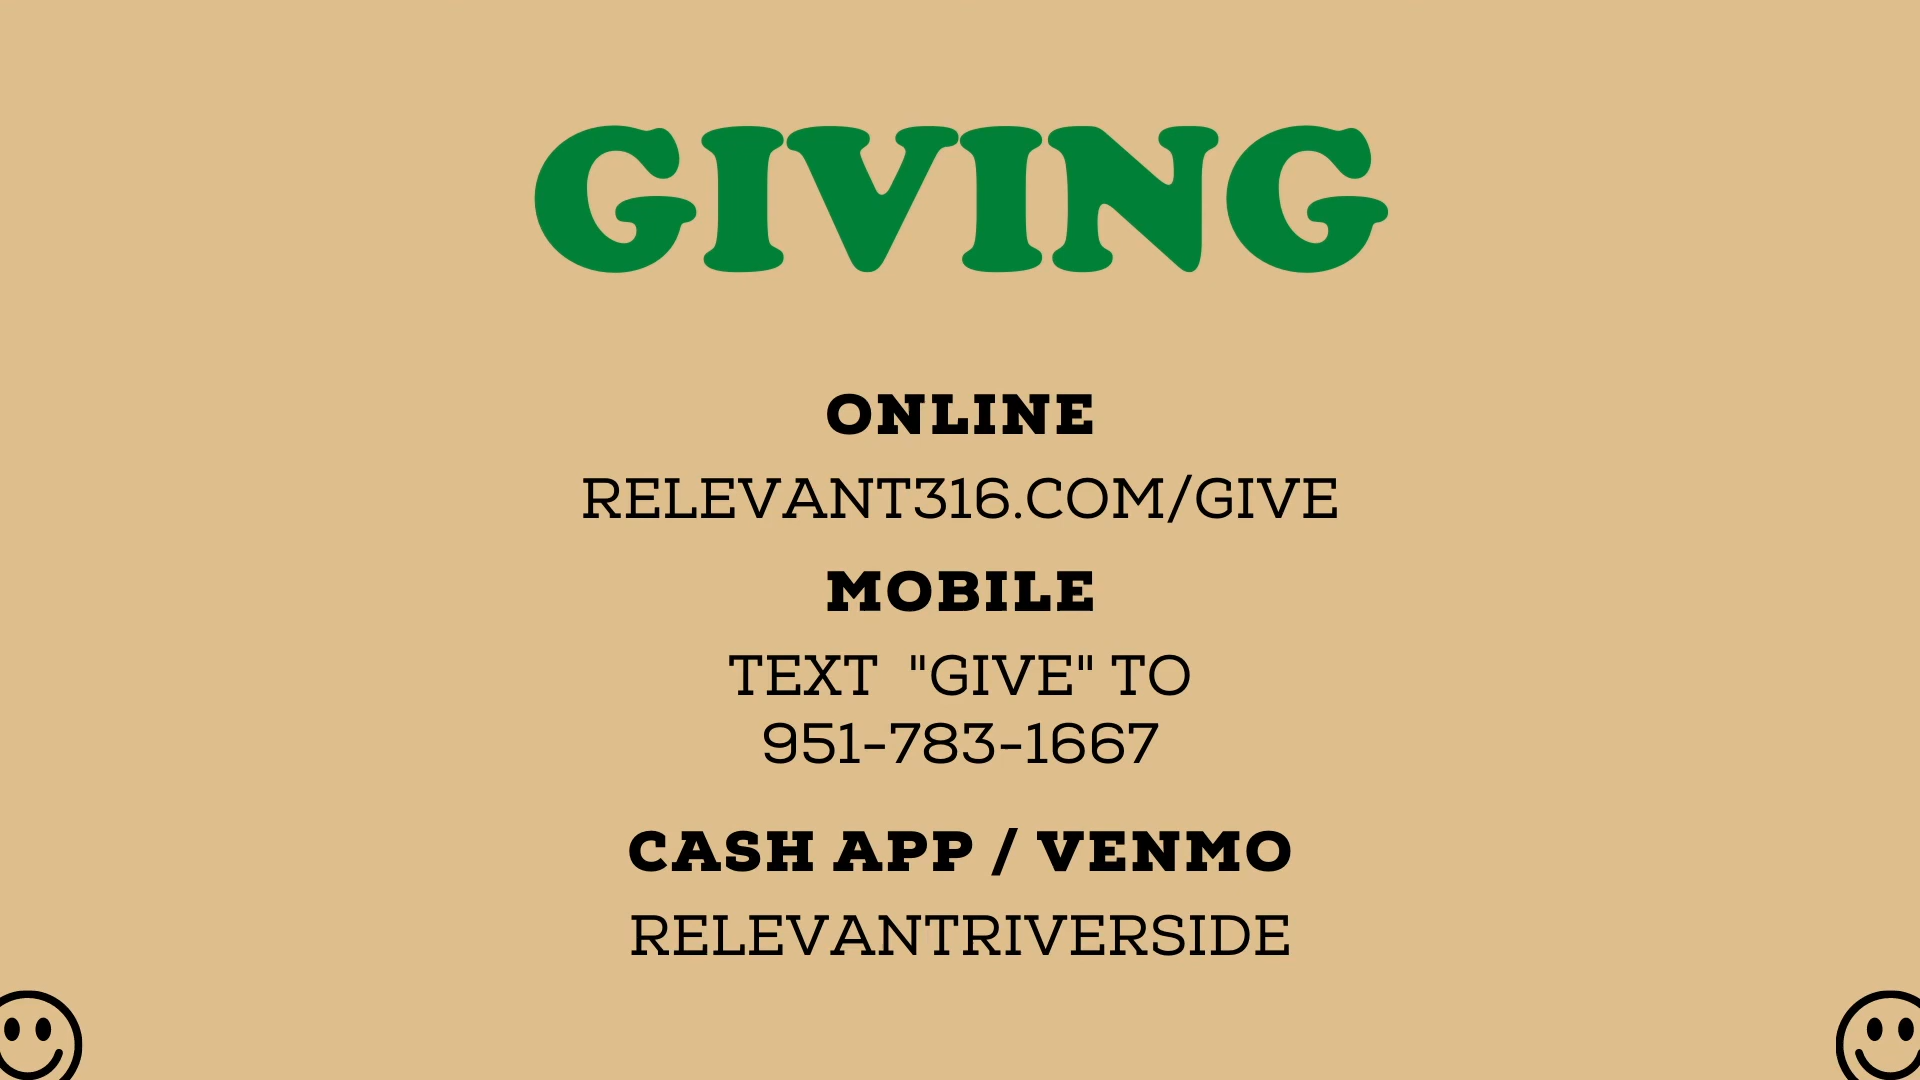 GIVING
ONLINE
RELEVANT316.COM/GIVE
MOBILE
TEXT "GIVE" TO
951-783-1667
CASH APP / VENMO
RELEVANTRIVERSIDE